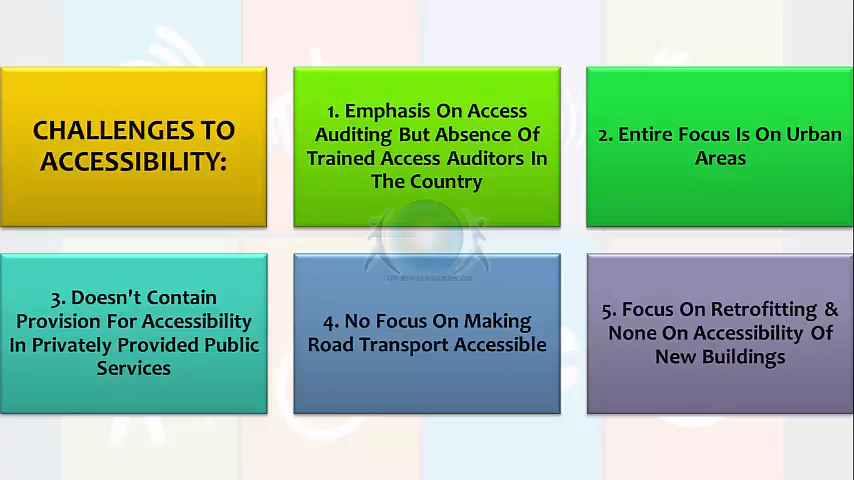 CHALLENGES TO
ACCESSIBILITY:
1. Emphasis On Access
Auditing But Absence Of
Trained Access Auditors In
The Country
2. Entire Focus Is On Urban
Areas
3. Doesn't Contain
Provision For Accessibility
In Privately Provided Public
Services
4. No Focus On Making
Road Transport Accessible
5. Focus On Retrofitting &
None On Accessibility Of
New Buildings